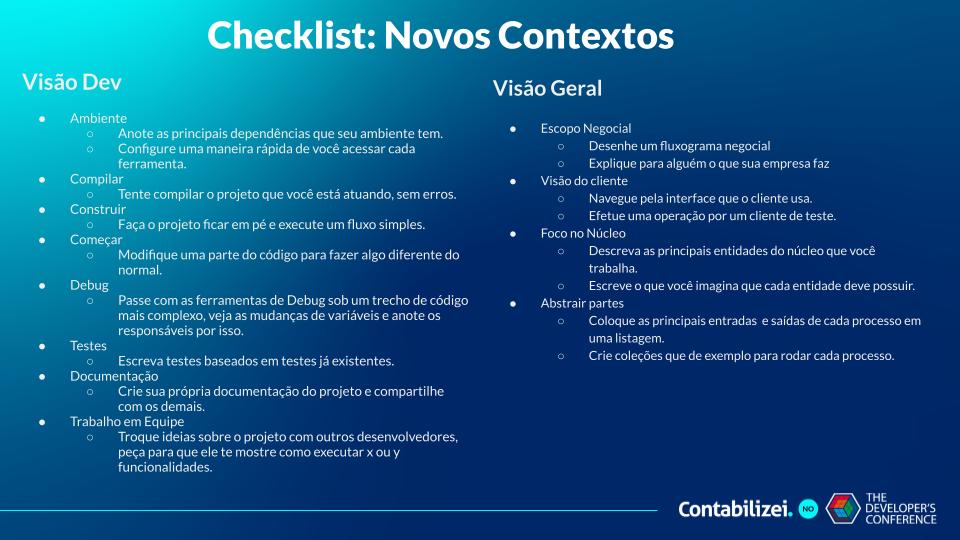 Checklist: Novos Contextos
Visão Dev
● Ambiente
○ Anote as principais dependências que seu ambiente tem.
○ Configure uma maneira rápida de você acessar cada
ferramenta.
● Compilar
○ Tente compilar o projeto que você está atuando, sem erros.
● Construir
○ Faça o projeto ficar em pé e execute um fluxo simples.
● Começar
○ Modifique uma parte do código para fazer algo diferente do
normal.
● Debug
○ Passe com as ferramentas de Debug sob um trecho de código
mais complexo, veja as mudanças de variáveis e anote os
responsáveis por isso.
● Testes
○ Escreva testes baseados em testes já existentes.
● Documentação
○ Crie sua própria documentação do projeto e compartilhe
com os demais.
● Trabalho em Equipe
○ Troque ideias sobre o projeto com outros desenvolvedores,
peça para que ele te mostre como executar x ou y
funcionalidades.
Visão Geral
● Escopo Negocial
○ Desenhe um fluxograma negocial
○ Explique para alguém o que sua empresa faz
● Visão do cliente
○ Navegue pela interface que o cliente usa.
○ Efetue uma operação por um cliente de teste.
● Foco no Núcleo
○ Descreva as principais entidades do núcleo que você
trabalha.
○ Escreve o que você imagina que cada entidade deve possuir.
● Abstrair partes
○ Coloque as principais entradas e saídas de cada processo em
uma listagem.
○ Crie coleções que de exemplo para rodar cada processo.
Contabilizei. NO
THE
DEVELOPER'S
CONFERENCE